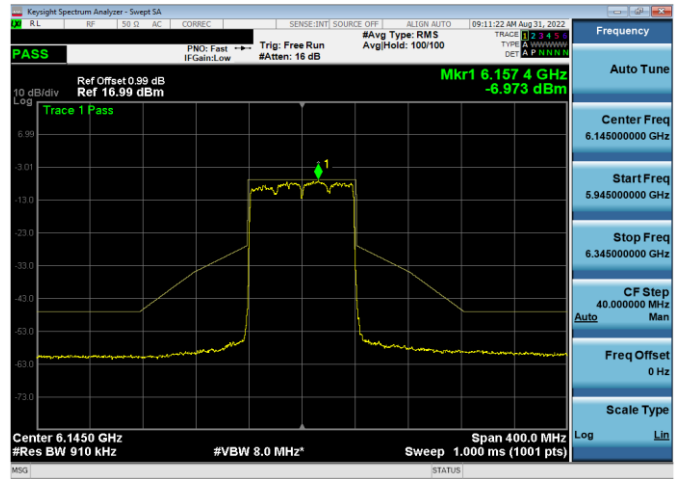 Keysight Spectrum Analyzer - Swept SA
RL RF 50 Ω AC CORREC SENSE:INT SOURCE OFF ALIGN AUTO 09:11:22 AM Aug 31, 2022
PASS
PNO: Fast
IFGain:Low
Trig: Free Run
#Atten: 16 dB
#Avg Type: RMS
Avg|Hold: 100/100
TRACE 1 2 3 4 5 6
TYPE A WWWWW
DET A P N N N N
Ref Offset 0.99 dB
10 dB/div Ref 16.99 dBm
Log
Mkr1 6.157 4 GHz
-6.973 dBm
Trace 1 Pass
1
6.99
-3.01
-13.0
-23.0
-33.0
-43.0
-53.0
-63.0
-73.0
Center 6.1450 GHz Span 400.0 MHz
#Res BW 910 kHz #VBW 8.0 MHz* Sweep 1.000 ms (1001 pts)
MSG STATUS
Frequency
Auto Tune
Center Freq
6.145000000 GHz
Start Freq
5.945000000 GHz
Stop Freq
6.345000000 GHz
CF Step
40.000000 MHz
Auto Man
Freq Offset
0 Hz
Scale Type
Log Lin